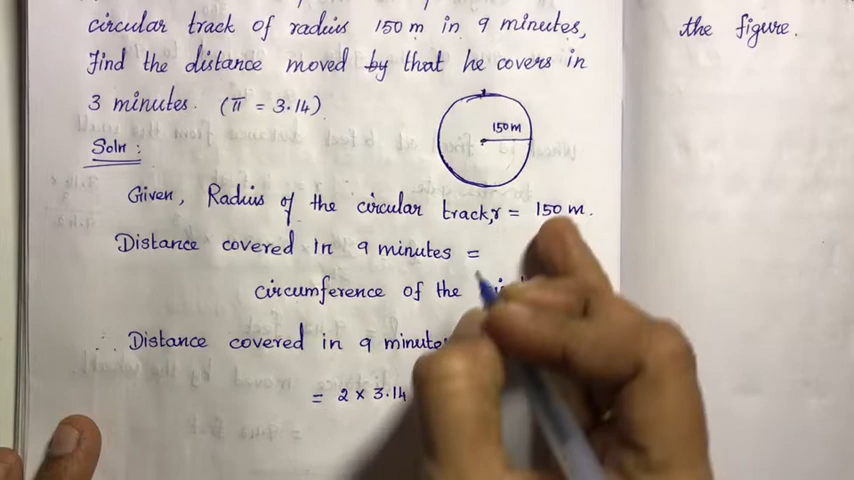 circular track of radius 150 m in 9 minutes,
Find the distance moved by that he covers in
3 minutes. (π = 3.14)
150 m
Soln :
Given, Radius of the circular track, r = 150 m.
Distance covered in 9 minutes =
circumference of the
∴ Distance covered in 9 minutes
= 2 × 3.14
the figure.